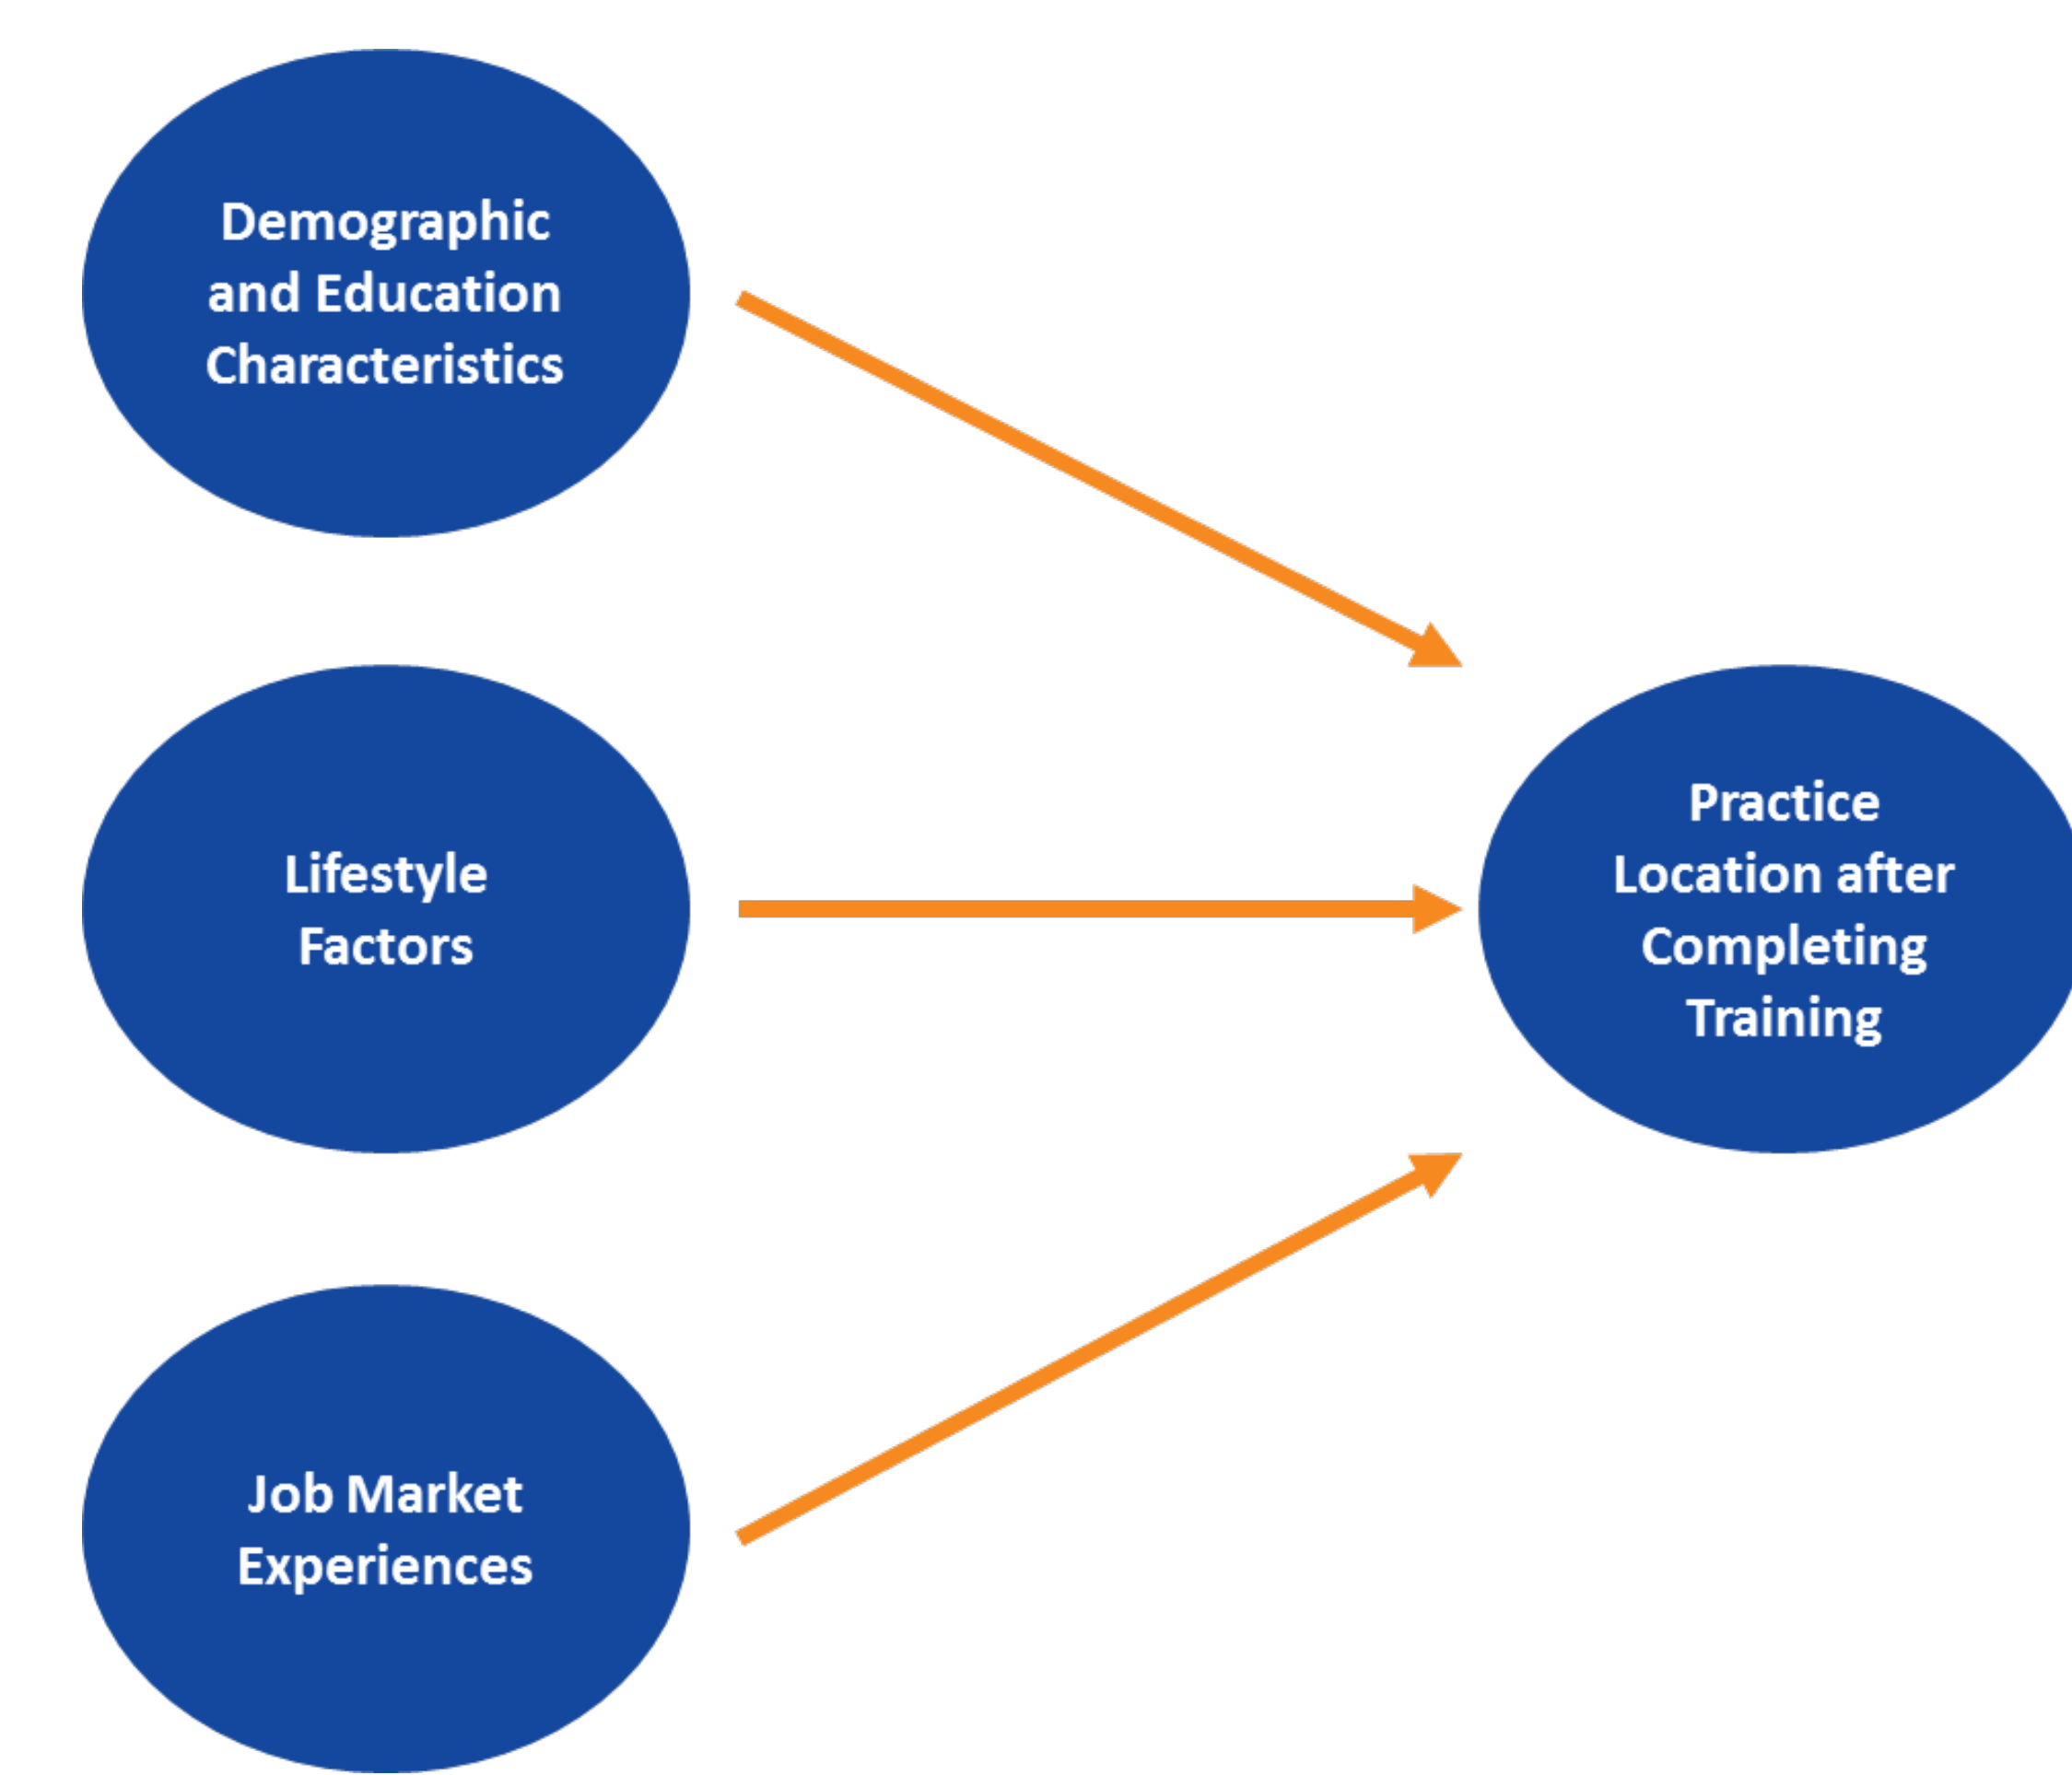 Demographic
and Education
Characteristics
Lifestyle
Factors
Job Market
Experiences
Practice
Location after
Completing
Training